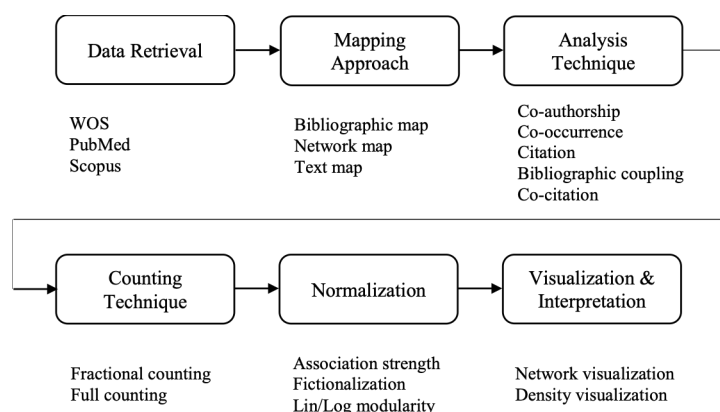 Data Retrieval
Mapping
Approach
Analysis
Technique
WOS
PubMed
Scopus
Bibliographic map
Network map
Text map
Co-authorship
Co-occurrence
Citation
Bibliographic coupling
Co-citation
Counting
Technique
Normalization
Visualization &
Interpretation
Fractional counting
Full counting
Association strength
Fictionalization
Lin/Log modularity
Network visualization
Density visualization